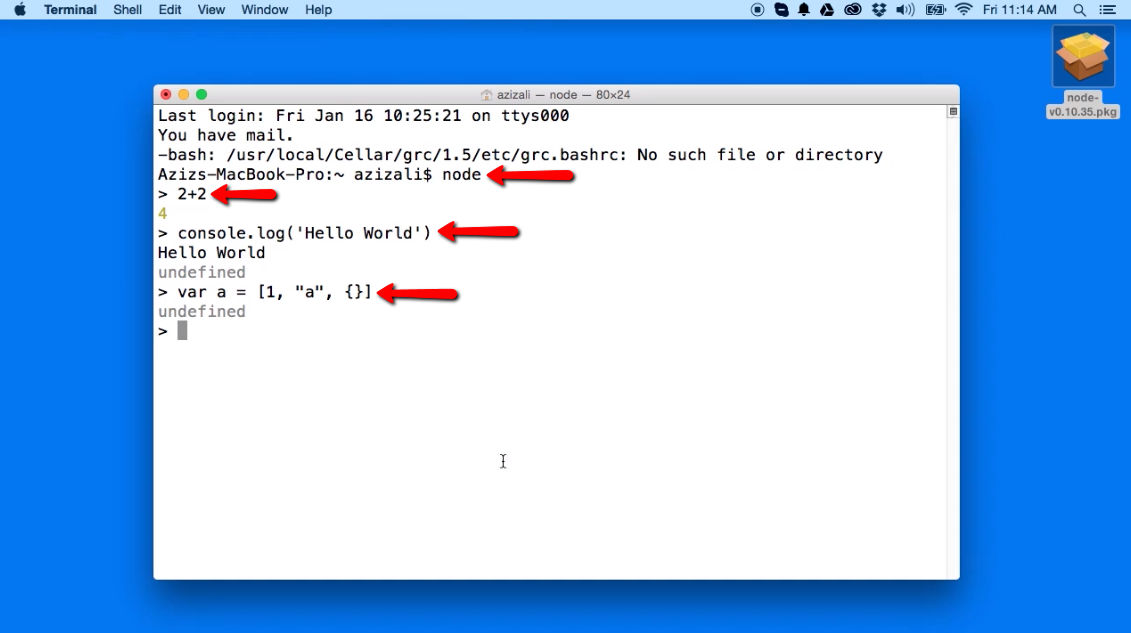 Terminal Shell Edit View Window Help Fri 11:14 AM
node-
v0.10.35.pkg
azizali — node — 80×24
Last login: Fri Jan 16 10:25:21 on ttys000
You have mail.
-bash: /usr/local/Cellar/grc/1.5/etc/grc.bashrc: No such file or directory
Azizs-MacBook-Pro:~ azizali$ node
> 2+2
4
> console.log('Hello World')
Hello World
undefined
> var a = [1, "a", {}]
undefined
>